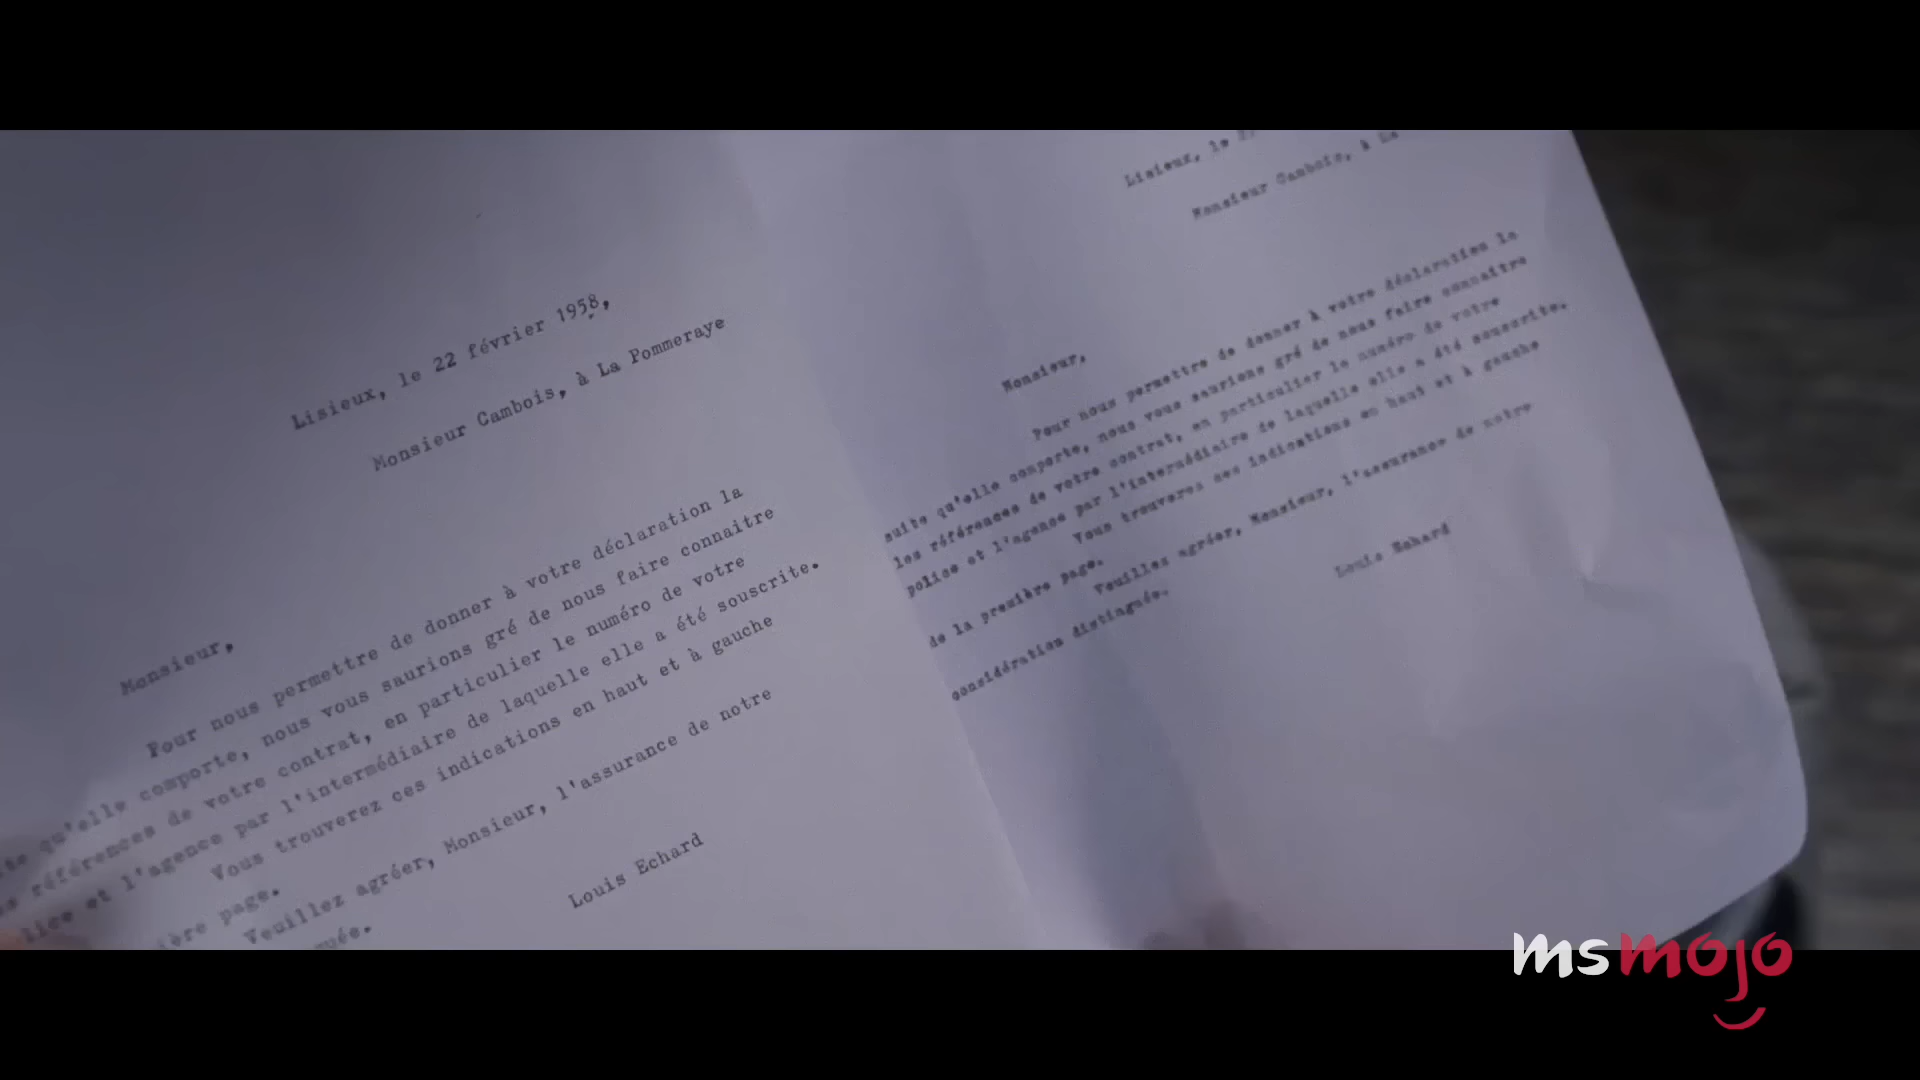 Lisieux, le 22 février 1958,
Monsieur Cambois, à La Pommeraye
Monsieur,
Pour nous permettre de donner à votre déclaration la
qu'elle comporte, nous vous saurions gré de nous faire connaitre
références de votre contrat, en particulier le numéro de votre
et l'agence par l'intermédiaire de laquelle elle a été souscrite.
Vous trouverez ces indications en haut et à gauche
page.
Veuillez agréer, Monsieur, l'assurance de notre
Louis Echard
Lisieux, le
Monsieur Cambois, à La
Monsieur,
Pour nous permettre de donner à votre déclaration la
suite qu'elle comporte, nous vous saurions gré de nous faire connaître
les références de votre contrat, en particulier le numéro de votre
police et l'agence par l'intermédiaire de laquelle elle a été souscrite.
Vous trouverez ces indications en haut et à gauche
de la première page.
Veuillez agréer, Monsieur, l'assurance de notre
considération distinguée.
Louis Echard
msmojo